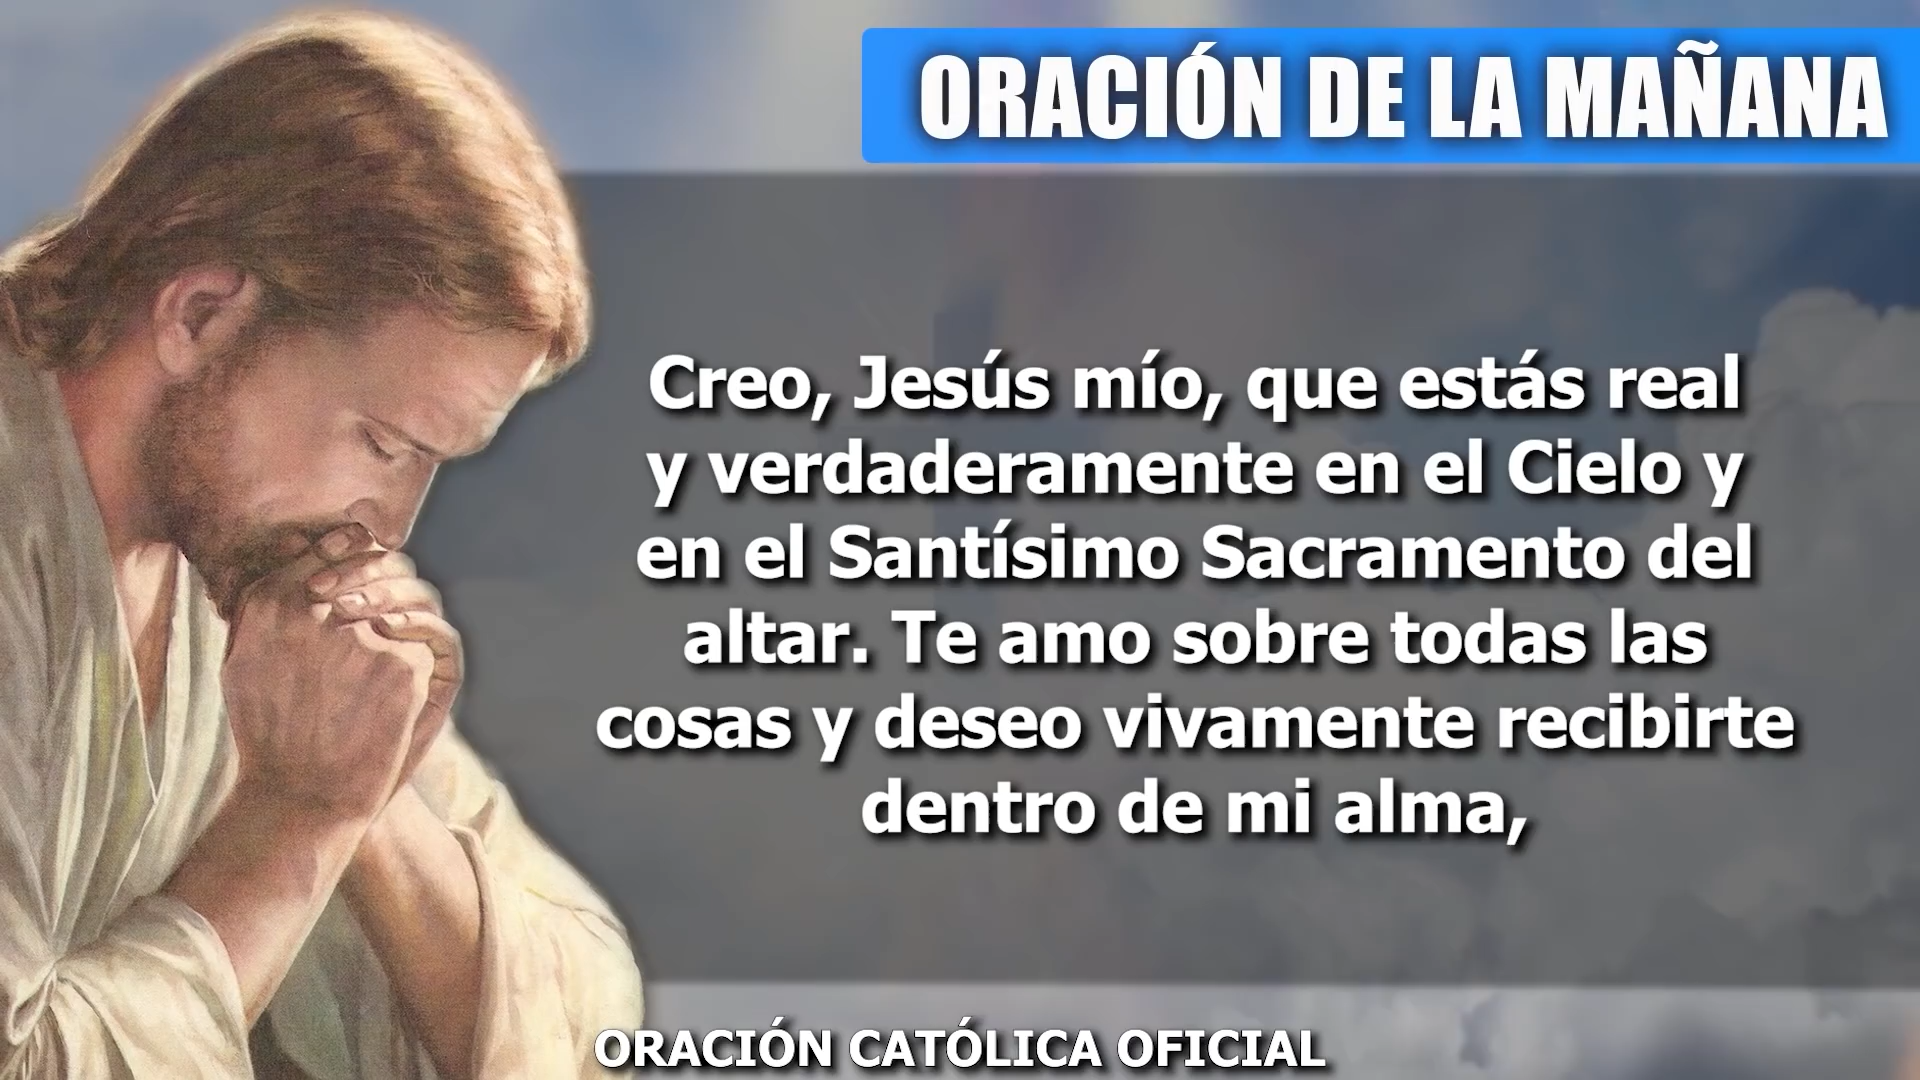 ORACIÓN DE LA MAÑANA
Creo, Jesús mío, que estás real
y verdaderamente en el Cielo y
en el Santísimo Sacramento del
altar. Te amo sobre todas las
cosas y deseo vivamente recibirte
dentro de mi alma,
ORACIÓN CATÓLICA OFICIAL